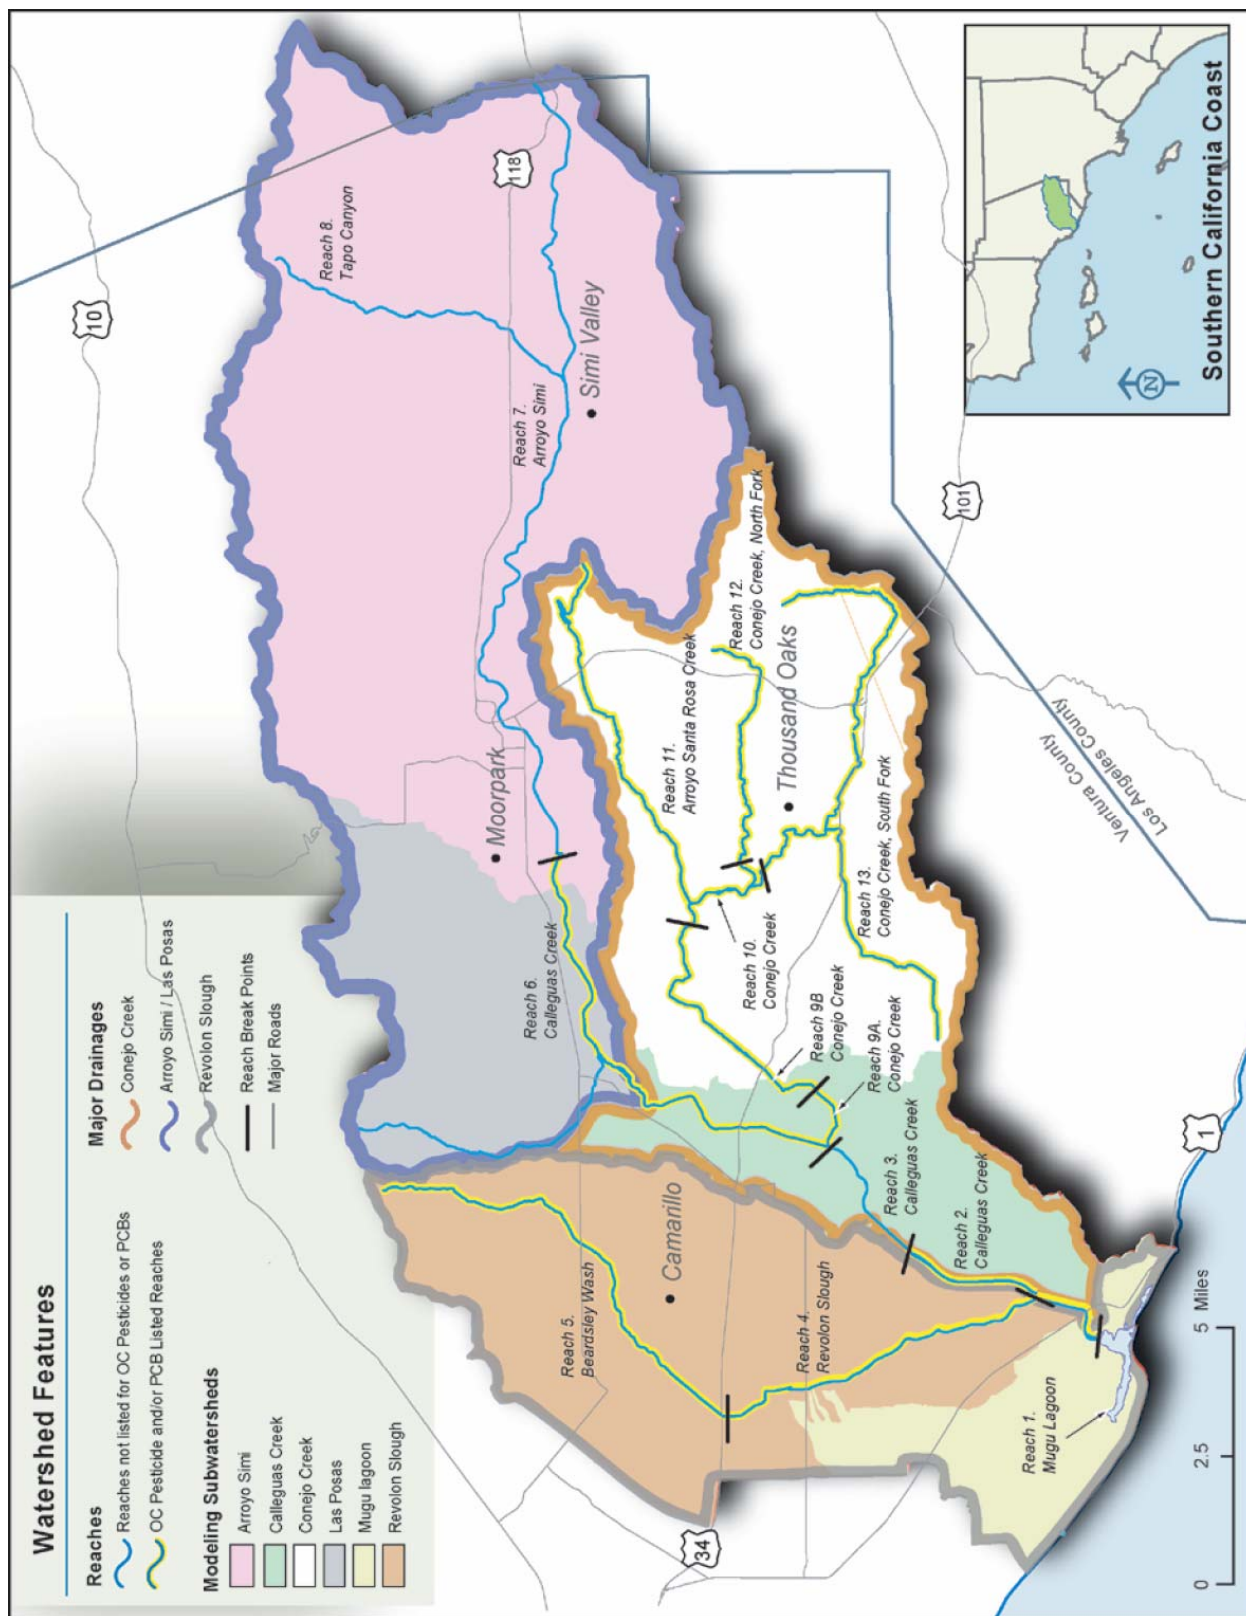 Watershed Features
Reaches
Reaches not listed for OC Pesticides or PCBs
OC Pesticide and/or PCB Listed Reaches
Modeling Subwatersheds
Arroyo Simi
Calleguas Creek
Conejo Creek
Las Posas
Mugu lagoon
Revolon Slough
Major Drainages
Conejo Creek
Arroyo Simi / Las Posas
Revolon Slough
Reach Break Points
Major Roads
10
118
Reach 8.
Tapo Canyon
Reach 7.
Arroyo Simi
Simi Valley
Moorpark
Reach 6.
Calleguas Creek
Reach 11.
Arroyo Santa Rosa Creek
Reach 12.
Conejo Creek, North Fork
Thousand Oaks
Reach 13.
Conejo Creek, South Fork
Reach 10.
Conejo Creek
Reach 9B
Conejo Creek
Reach 9A.
Conejo Creek
Reach 3.
Calleguas Creek
Reach 2.
Calleguas Creek
Camarillo
Reach 5.
Beardsley Wash
Reach 4.
Revolon Slough
Reach 1.
Mugu Lagoon
34
101
1
Ventura County
Los Angeles County
0
2.5
5
Miles
N
Southern California Coast